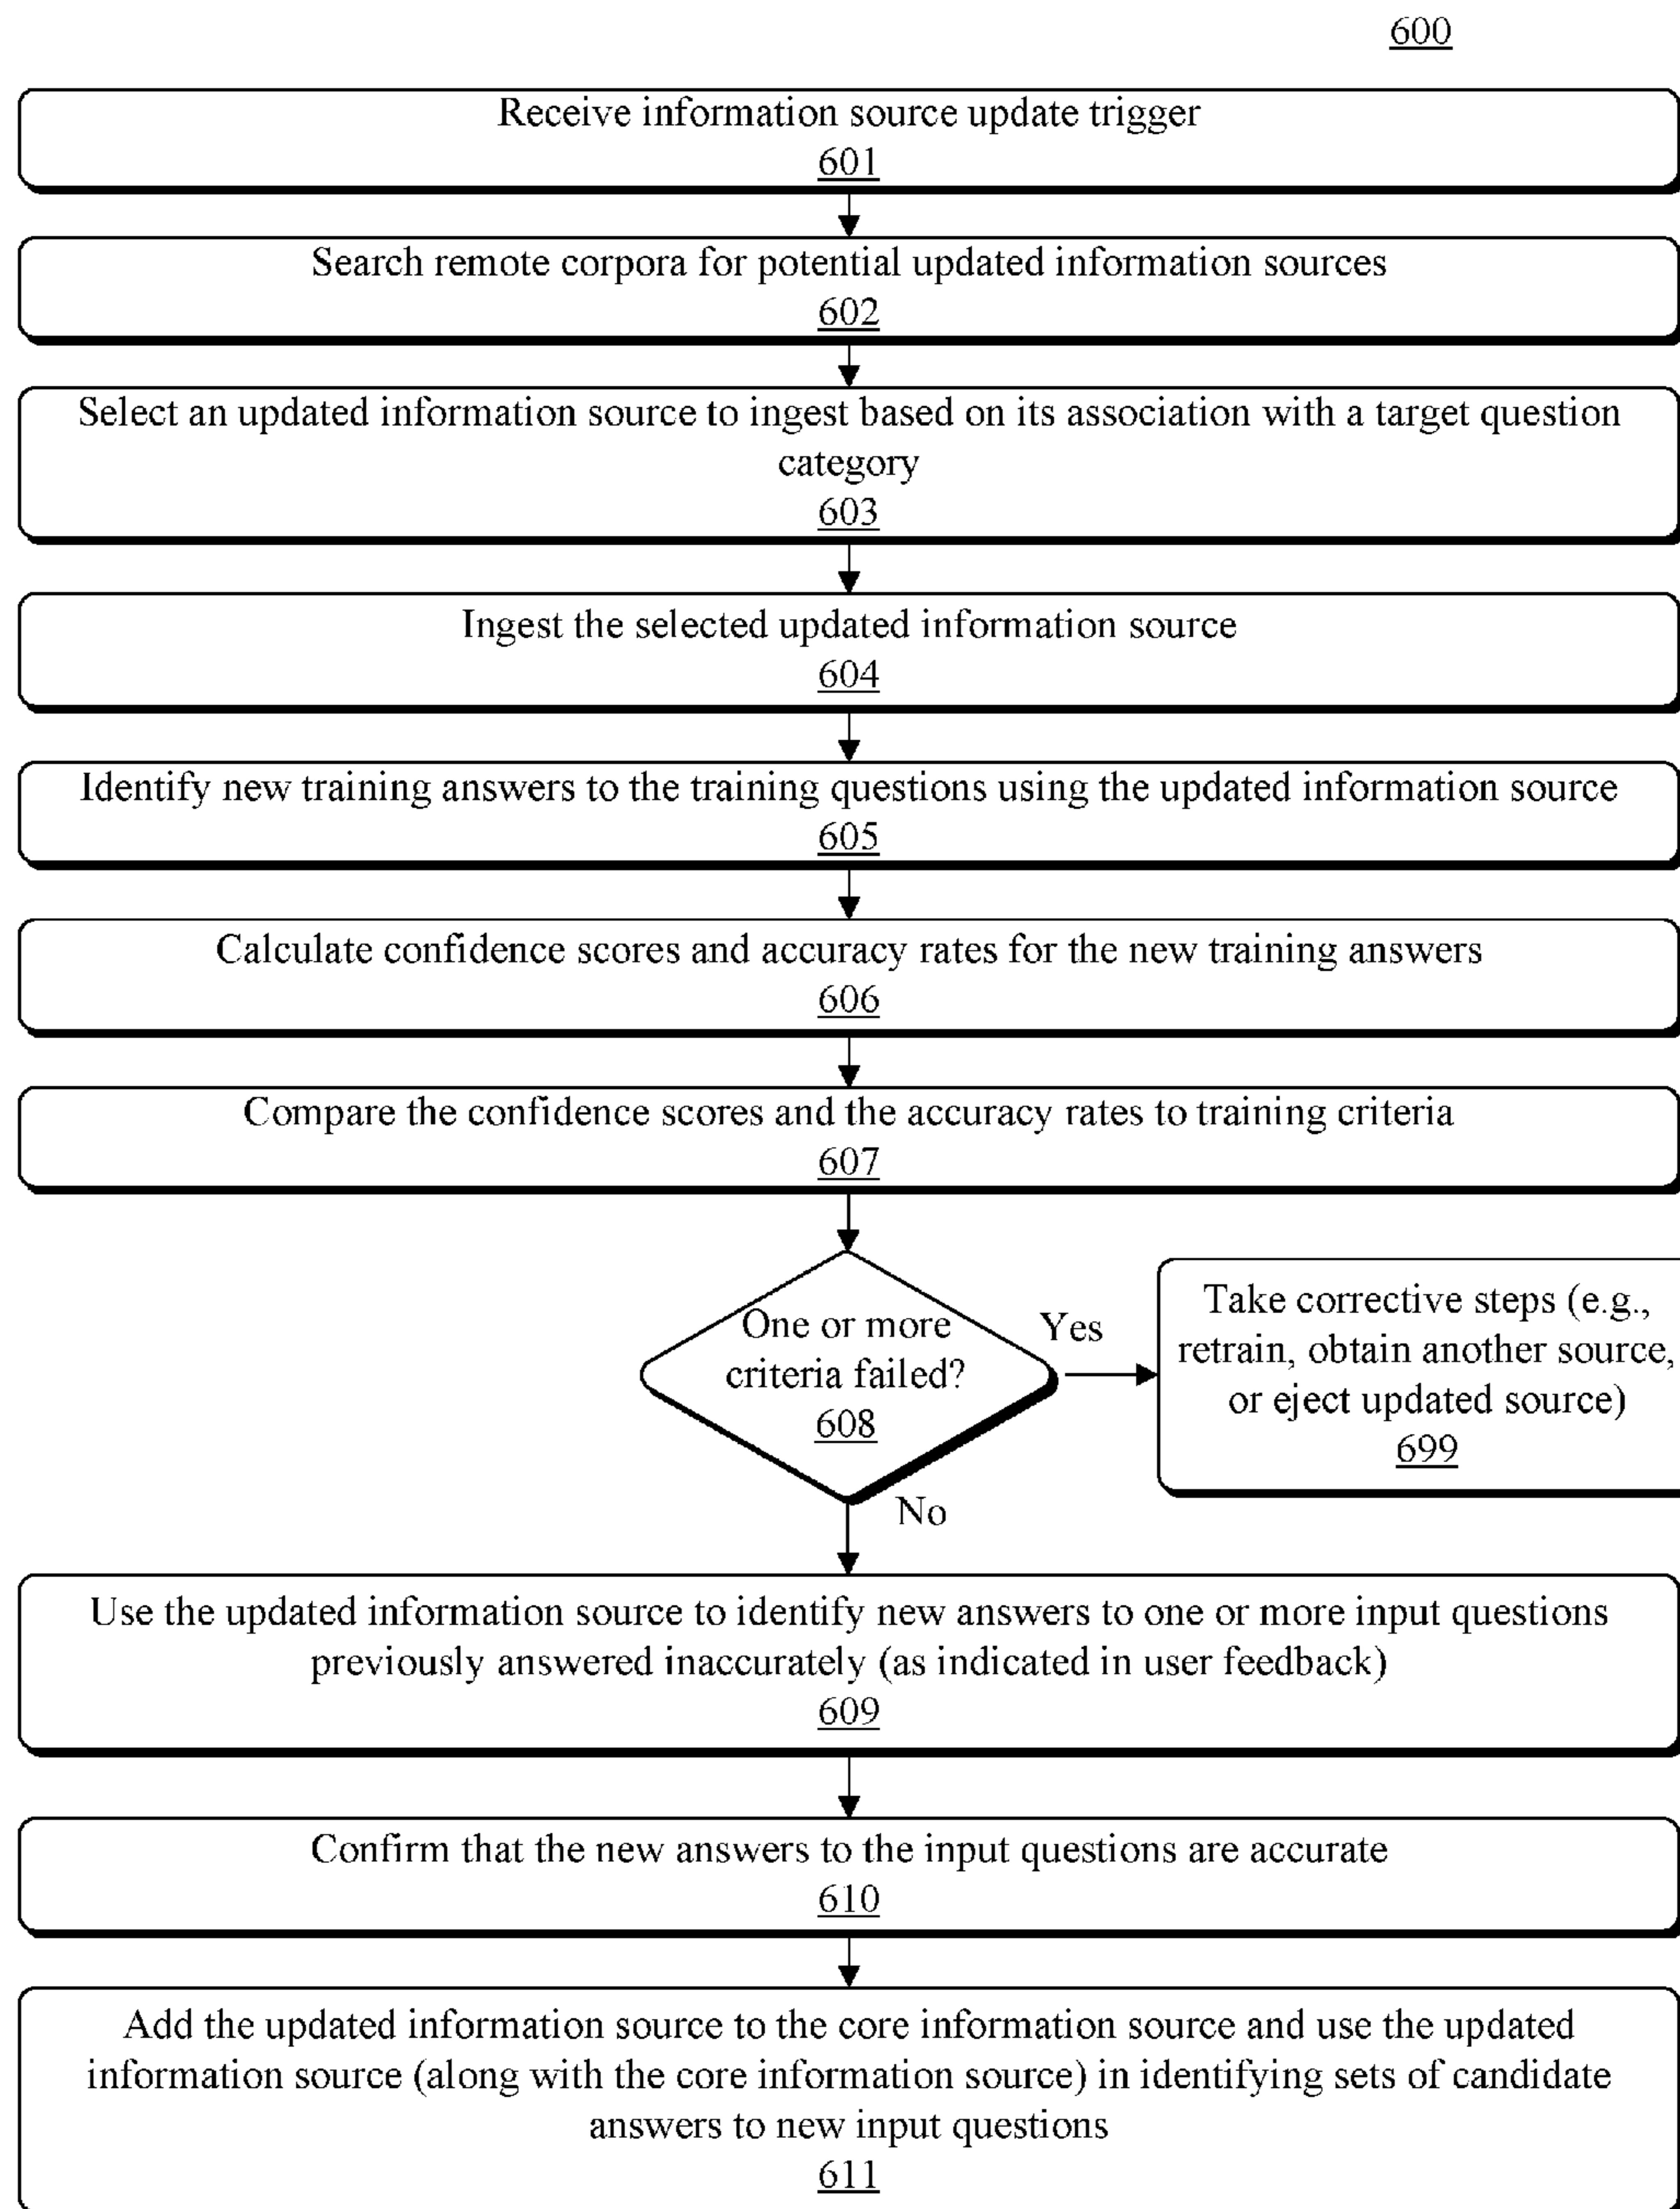 600
Receive information source update trigger
601
Search remote corpora for potential updated information sources
602
Select an updated information source to ingest based on its association with a target question
category
603
Ingest the selected updated information source
604
Identify new training answers to the training questions using the updated information source
605
Calculate confidence scores and accuracy rates for the new training answers
606
Compare the confidence scores and the accuracy rates to training criteria
607
One or more
criteria failed?
608
Yes
Take corrective steps (e.g.,
retrain, obtain another source,
or eject updated source)
699
No
Use the updated information source to identify new answers to one or more input questions
previously answered inaccurately (as indicated in user feedback)
609
Confirm that the new answers to the input questions are accurate
610
Add the updated information source to the core information source and use the updated
information source (along with the core information source) in identifying sets of candidate
answers to new input questions
611